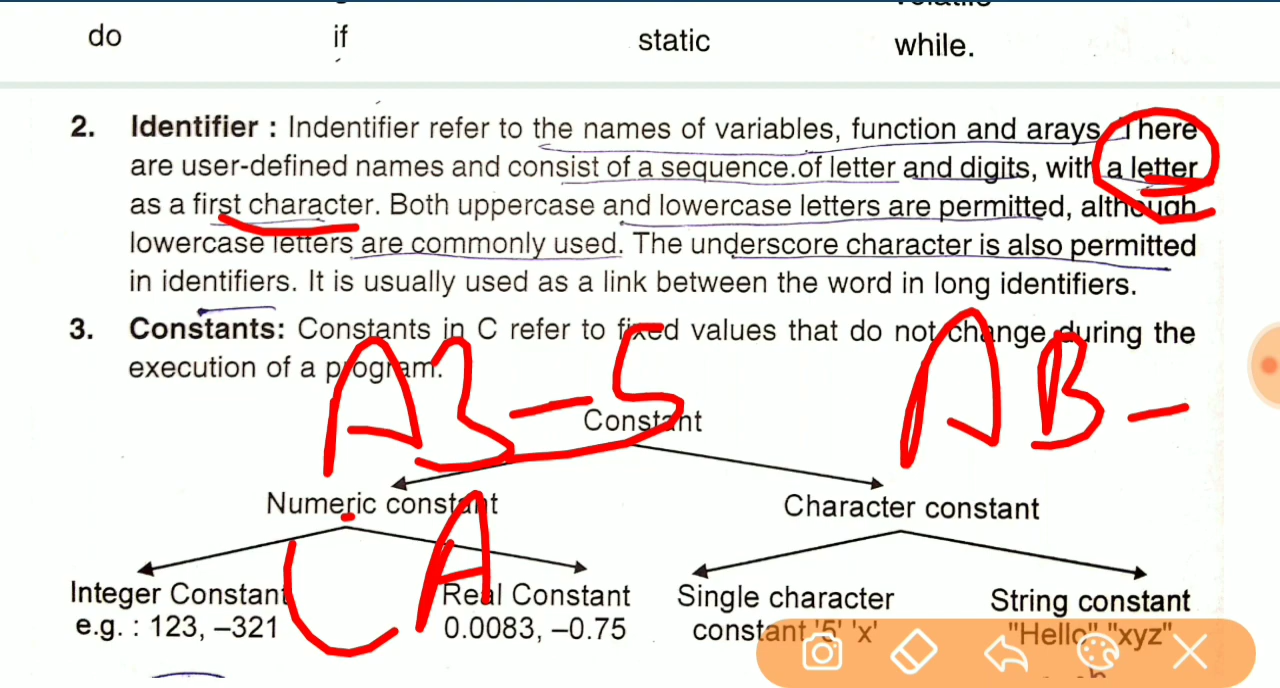 do if static while.
2. Identifier : Indentifier refer to the names of variables, function and arays. There
are user-defined names and consist of a sequence.of letter and digits, with a letter
as a first character. Both uppercase and lowercase letters are permitted, although
lowercase letters are commonly used. The underscore character is also permitted
in identifiers. It is usually used as a link between the word in long identifiers.
3. Constants: Constants in C refer to fixed values that do not change during the
execution of a program.
A3-5 AB-
Constant
Numeric constant Character constant
A
Integer Constant Real Constant Single character String constant
e.g. : 123, –321 0.0083, –0.75 constant '5' 'x' "Hello" "xyz"